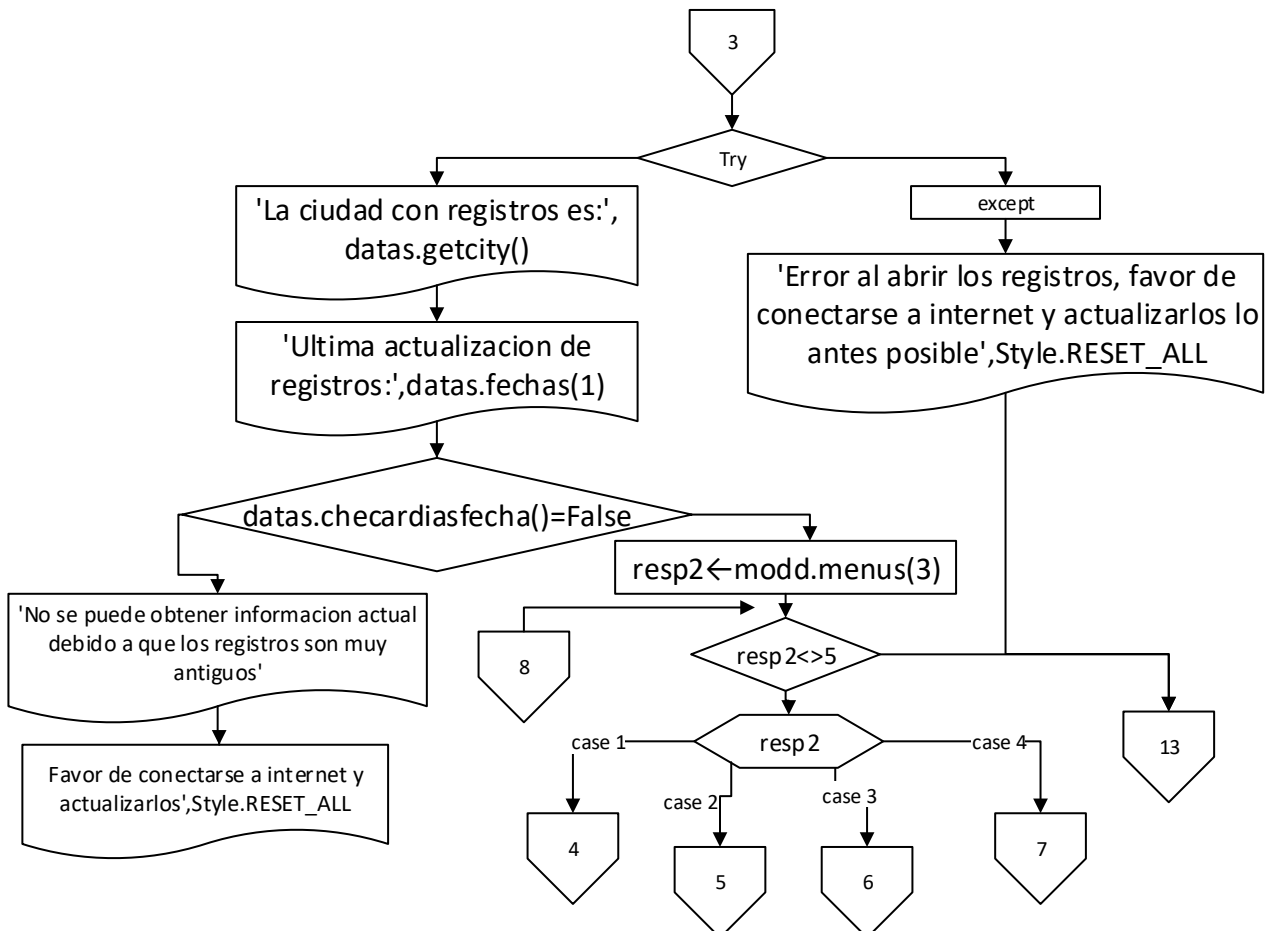 3
Try
'La ciudad con registros es:',
datas.getcity()
except
'Error al abrir los registros, favor de
conectarse a internet y actualizarlos lo
antes posible',Style.RESET_ALL
'Ultima actualizacion de
registros:',datas.fechas(1)
datas.checardiasfecha()=False
resp2←modd.menus(3)
'No se puede obtener informacion actual
debido a que los registros son muy
antiguos'
8
resp2<>5
13
Favor de conectarse a internet y
actualizarlos',Style.RESET_ALL
case 1
resp2
case 4
case 2
case 3
4
5
6
7